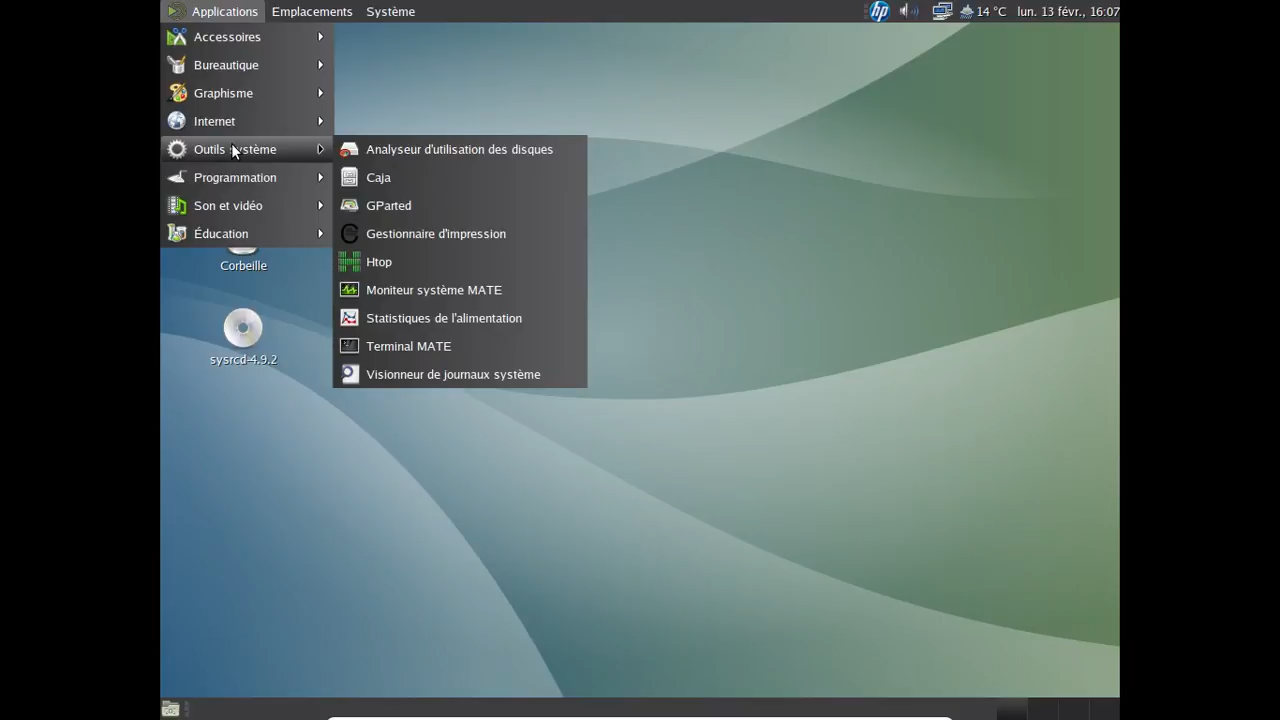 Applications Emplacements Système hp 14 °C lun. 13 févr., 16:07
Accessoires
Bureautique
Graphisme
Internet
Outils système
Programmation
Son et vidéo
Éducation
Analyseur d'utilisation des disques
Caja
GParted
Gestionnaire d'impression
Htop
Moniteur système MATE
Statistiques de l'alimentation
Terminal MATE
Visionneur de journaux système
Corbeille
sysrcd-4.9.2